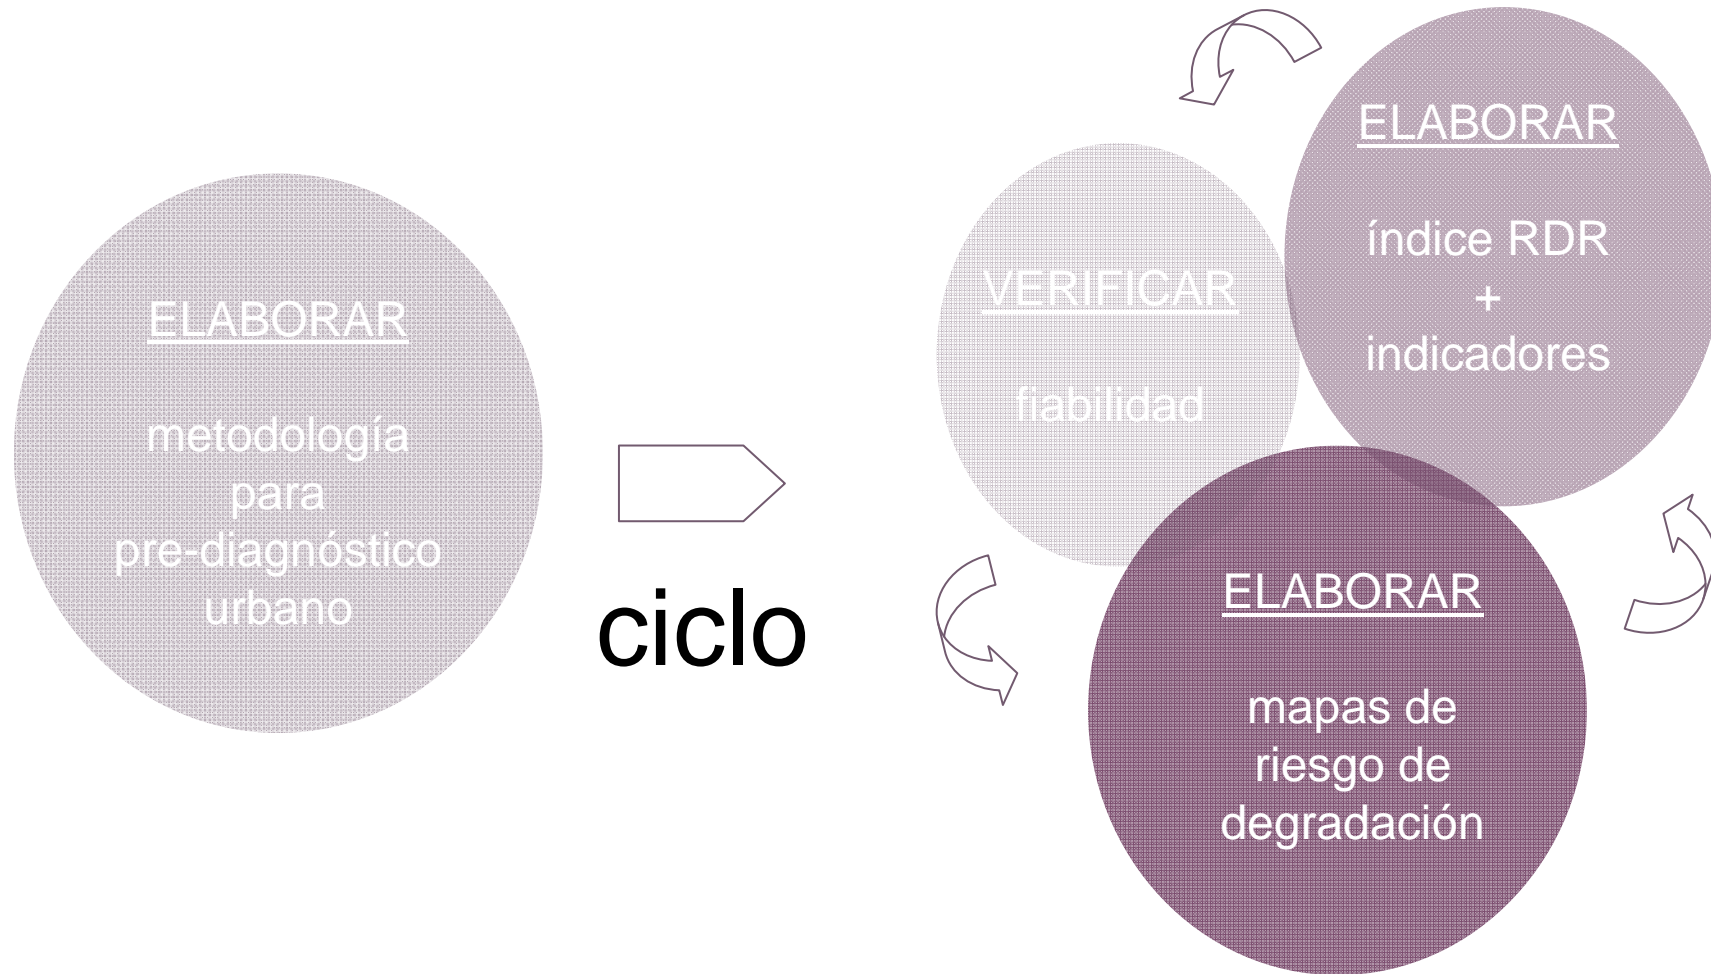 ELABORAR
metodología
para
pre-diagnóstico
urbano
ciclo
VERIFICAR
fiabilidad
ELABORAR
índice RDR
+
indicadores
ELABORAR
mapas de
riesgo de
degradación